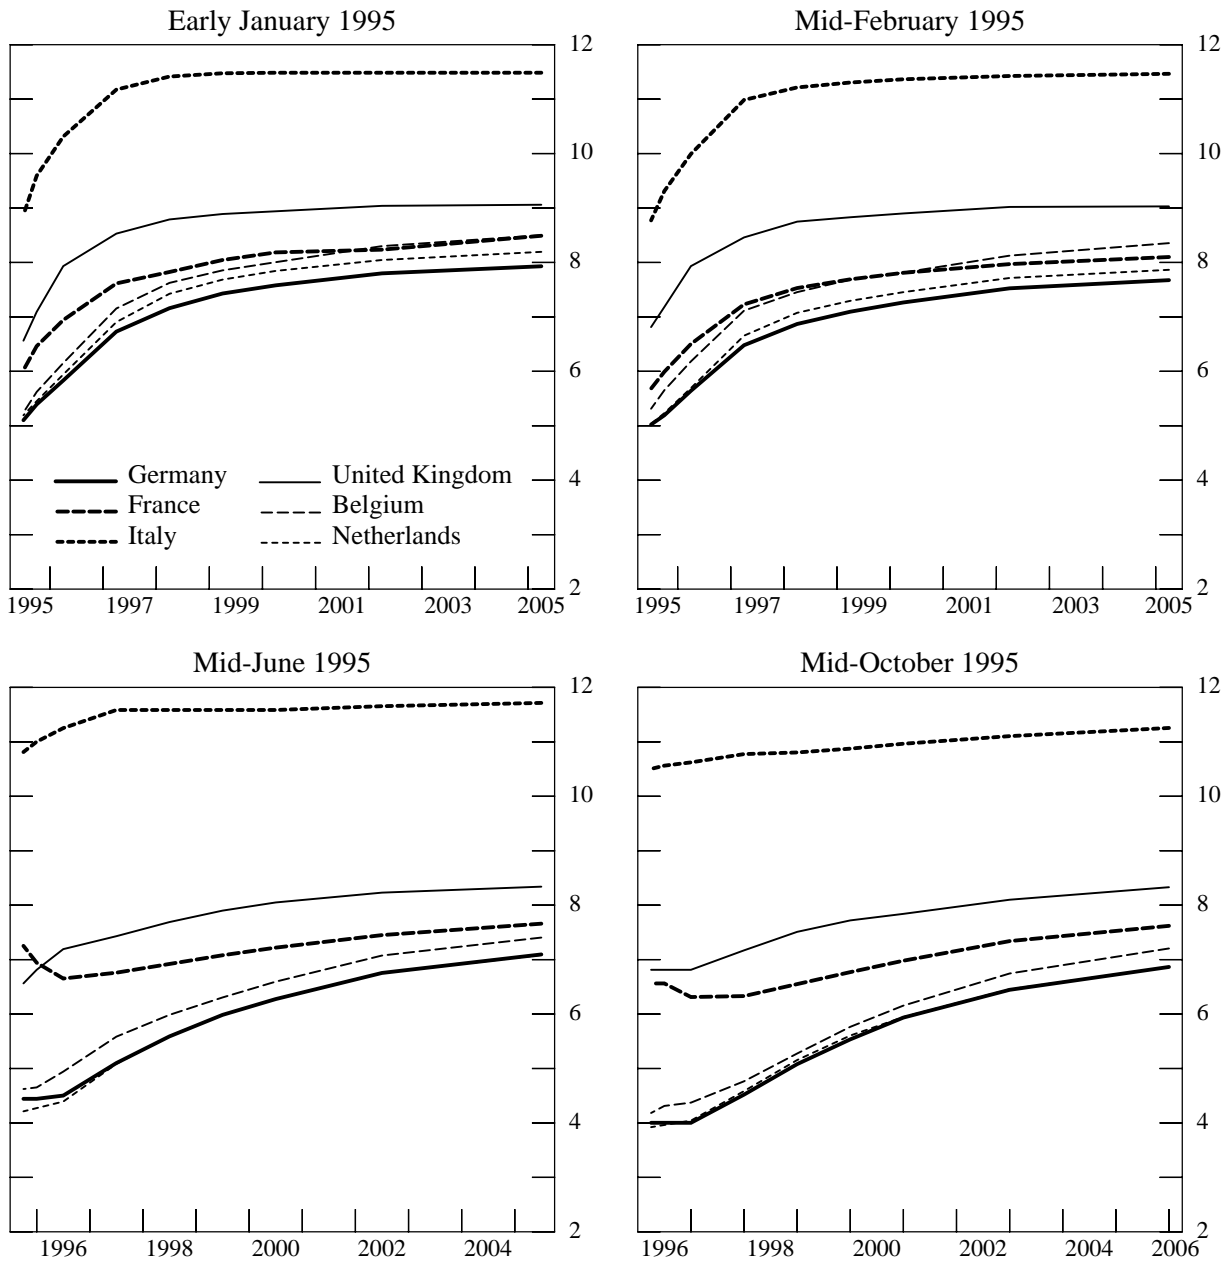 Early January 1995
12
10
8
6
4
2
Germany
France
Italy
United Kingdom
Belgium
Netherlands
1995 1997 1999 2001 2003 2005
Mid-February 1995
12
10
8
6
4
2
1995 1997 1999 2001 2003 2005
Mid-June 1995
12
10
8
6
4
2
1996 1998 2000 2002 2004
Mid-October 1995
12
10
8
6
4
2
1996 1998 2000 2002 2004 2006